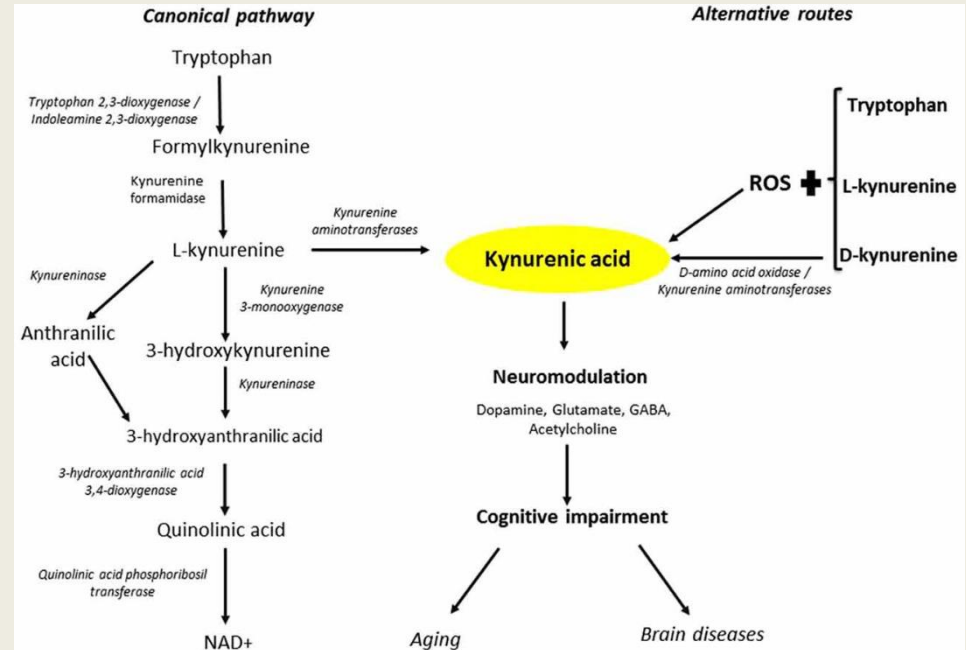 Canonical pathway
Tryptophan
Tryptophan 2,3-dioxygenase /
Indoleamine 2,3-dioxygenase
Formylkynurenine
Kynurenine
formamidase
L-kynurenine
Kynurenine
aminotransferases
Kynureninase
Kynurenine
3-monooxygenase
Anthranilic
acid
3-hydroxykynurenine
Kynureninase
3-hydroxyanthranilic acid
3-hydroxyanthranilic acid
3,4-dioxygenase
Quinolinic acid
Quinolinic acid phosphoribosil
transferase
NAD+
Alternative routes
Tryptophan
ROS + L-kynurenine
D-kynurenine
D-amino acid oxidase /
Kynurenine aminotransferases
Kynurenic acid
Neuromodulation
Dopamine, Glutamate, GABA,
Acetylcholine
Cognitive impairment
Aging
Brain diseases